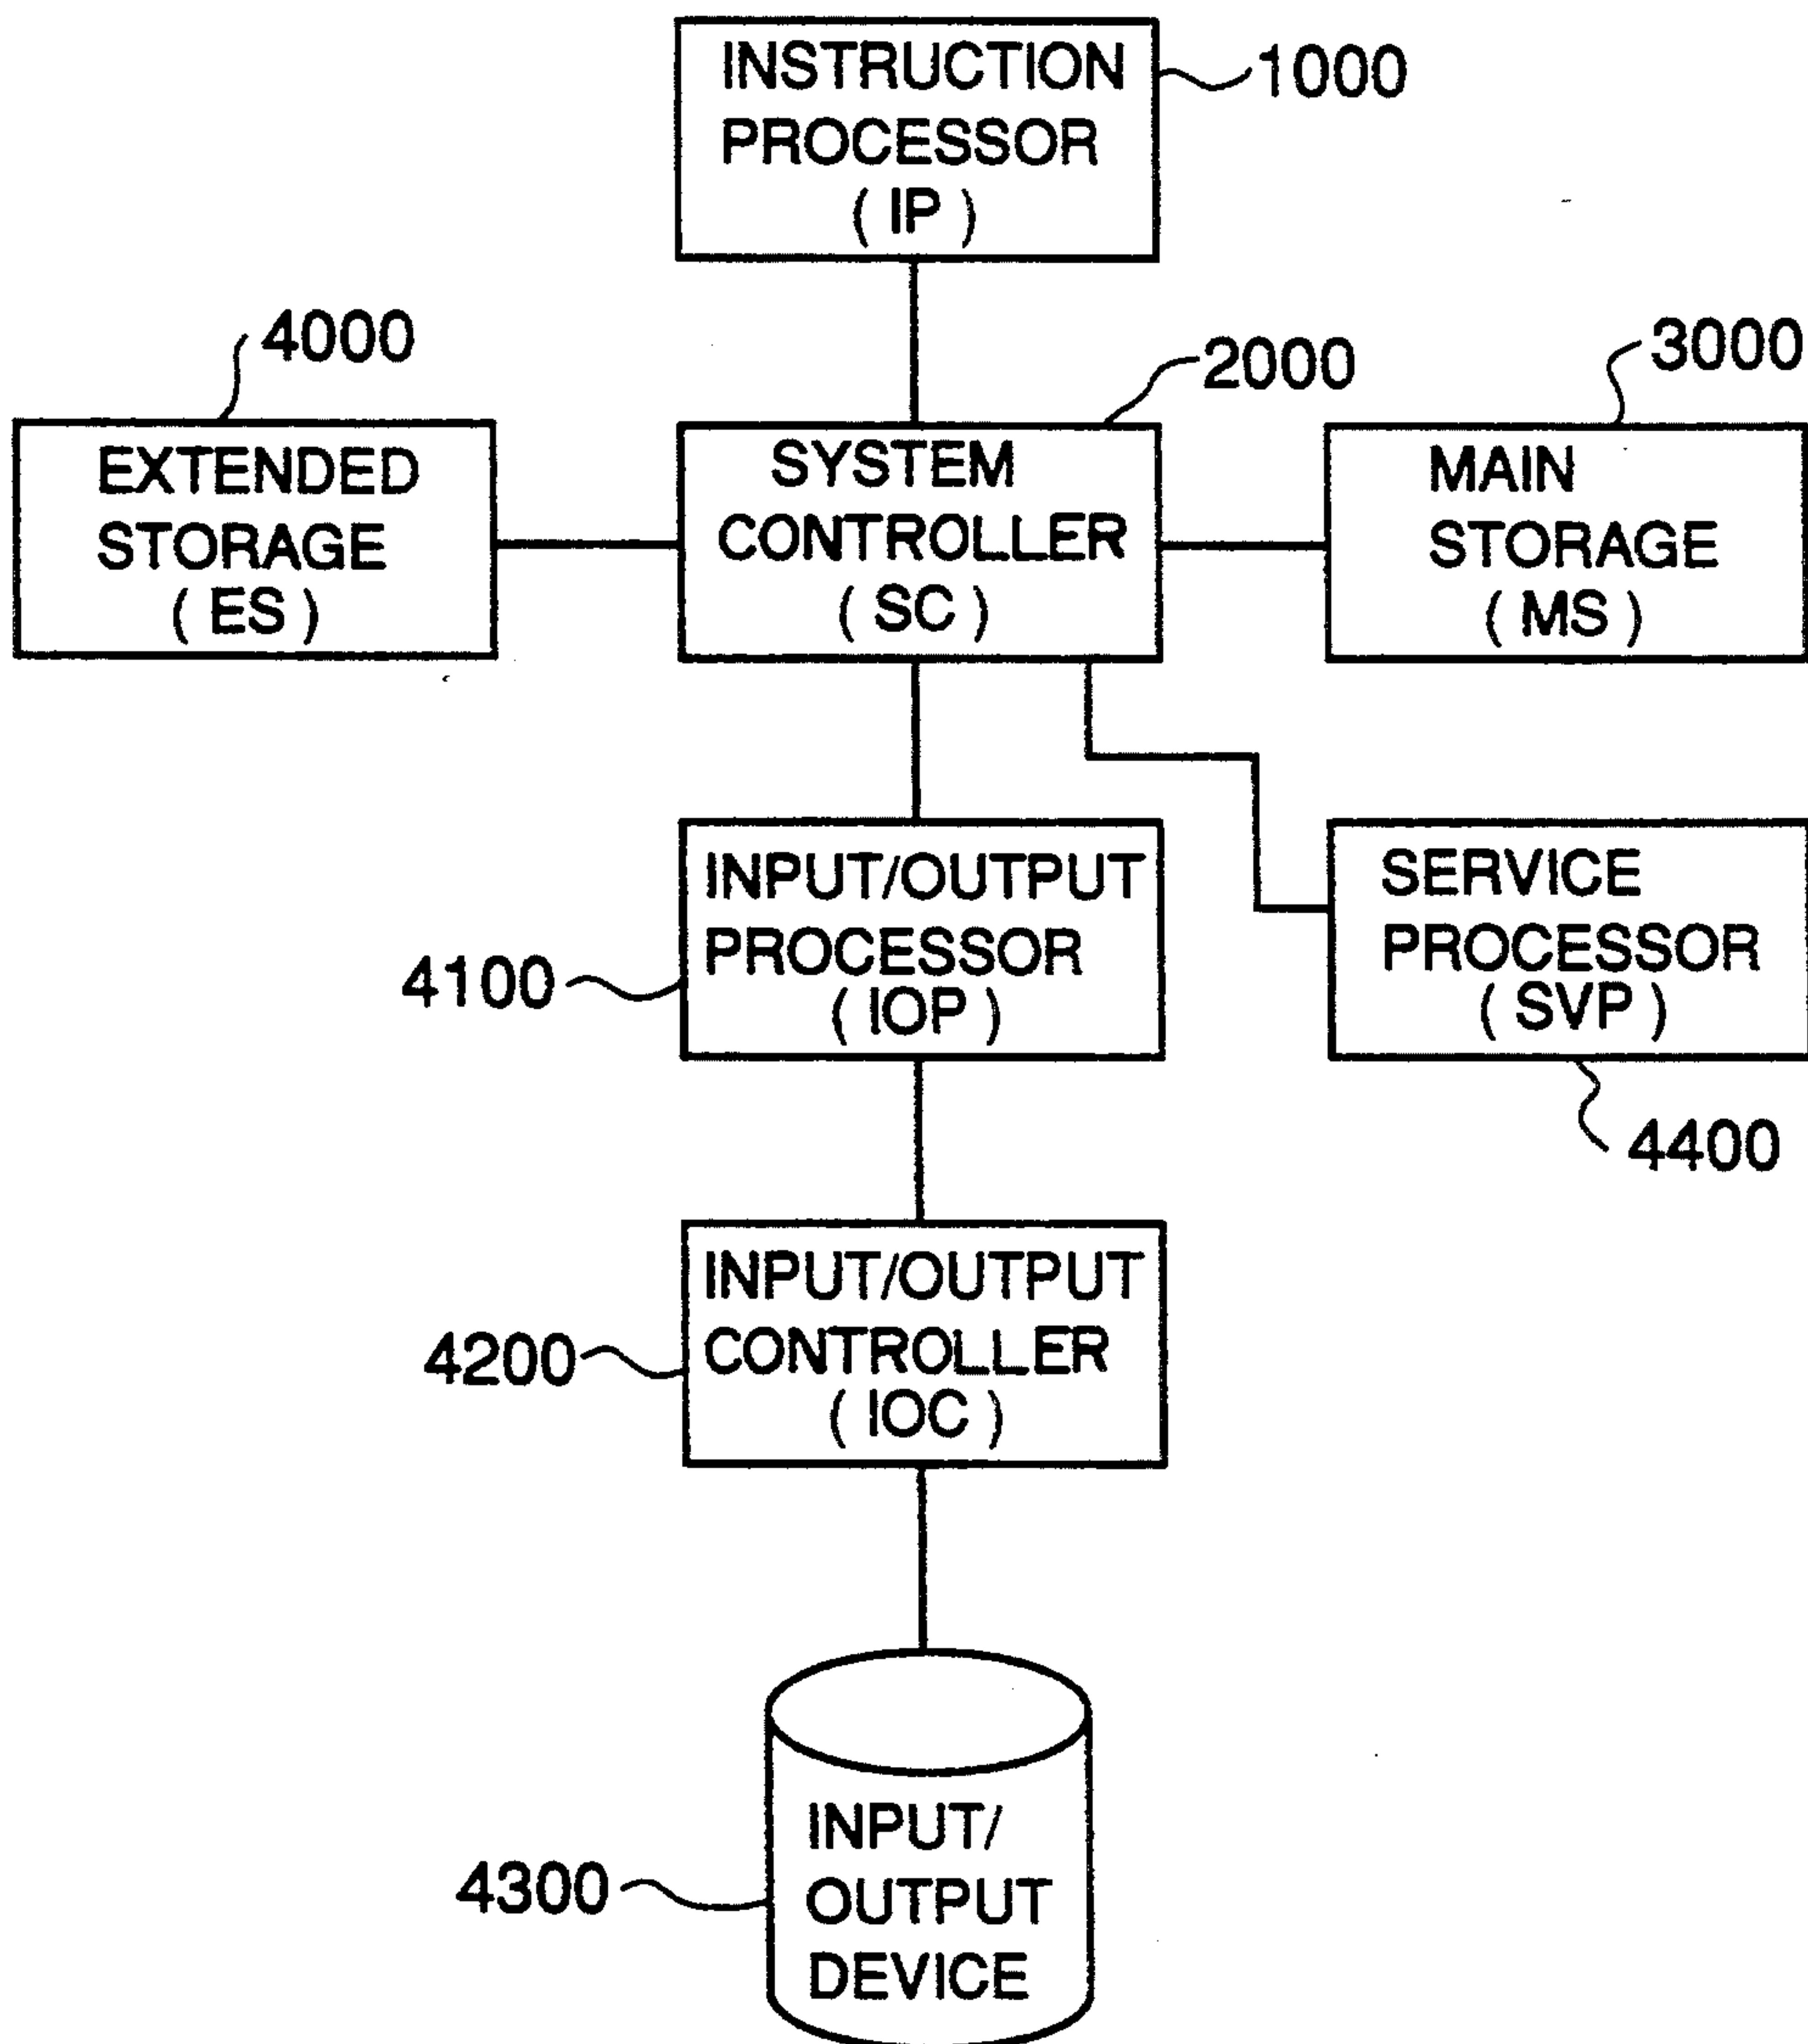 INSTRUCTION
PROCESSOR
( IP )
1000
4000
2000
3000
EXTENDED
STORAGE
( ES )
SYSTEM
CONTROLLER
( SC )
MAIN
STORAGE
( MS )
INPUT/OUTPUT
PROCESSOR
( IOP )
4100
SERVICE
PROCESSOR
( SVP )
4400
INPUT/OUTPUT
CONTROLLER
( IOC )
4200
INPUT/
OUTPUT
DEVICE
4300